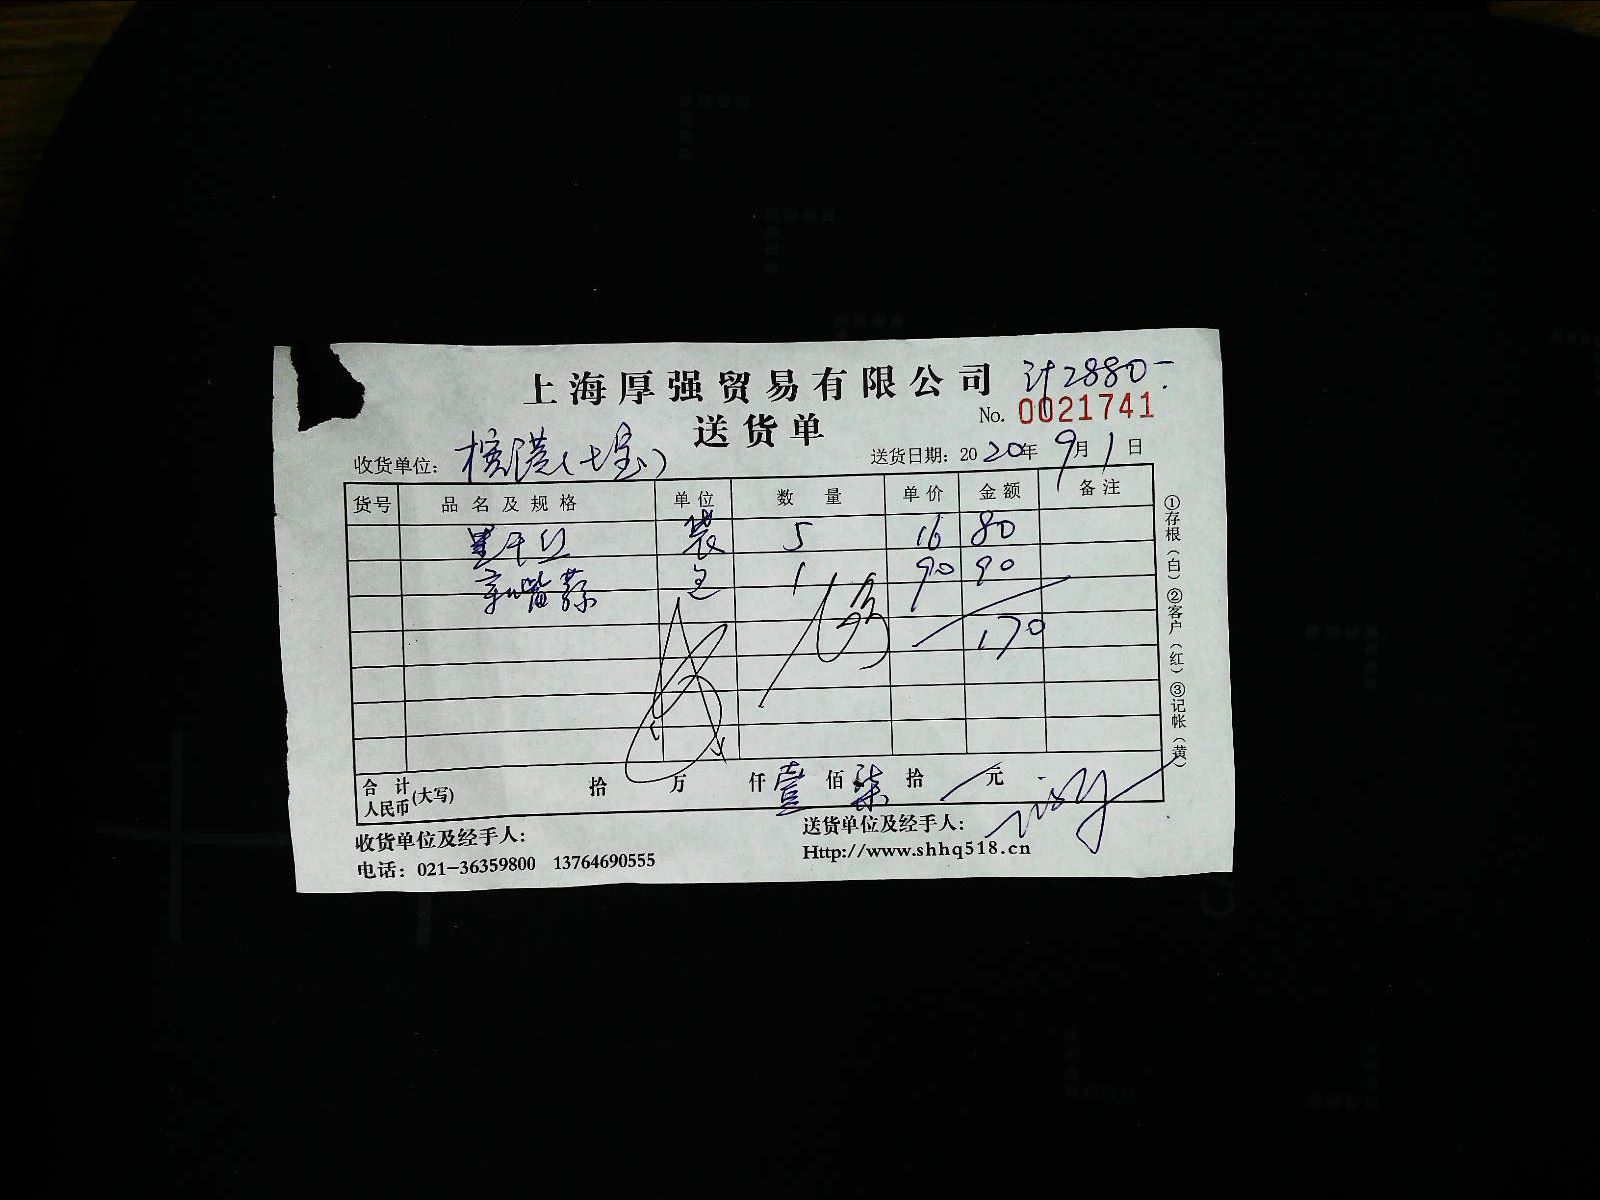 上海厚强贸易有限公司 计2880-
送货单 No. 0021741
收货单位： (七宝) 送货日期：2020年9月1日
货号 品名及规格 单位 数量 单价 金额 备注
袋 5 16 80
包 1 90 90
170
合计人民币(大写) 拾 万 仟壹佰柒拾 元
收货单位及经手人： 送货单位及经手人：
电话：021-36359800 13764690555 Http://www.shhq518.cn
①存根（白）②客户（红）③记帐（黄）